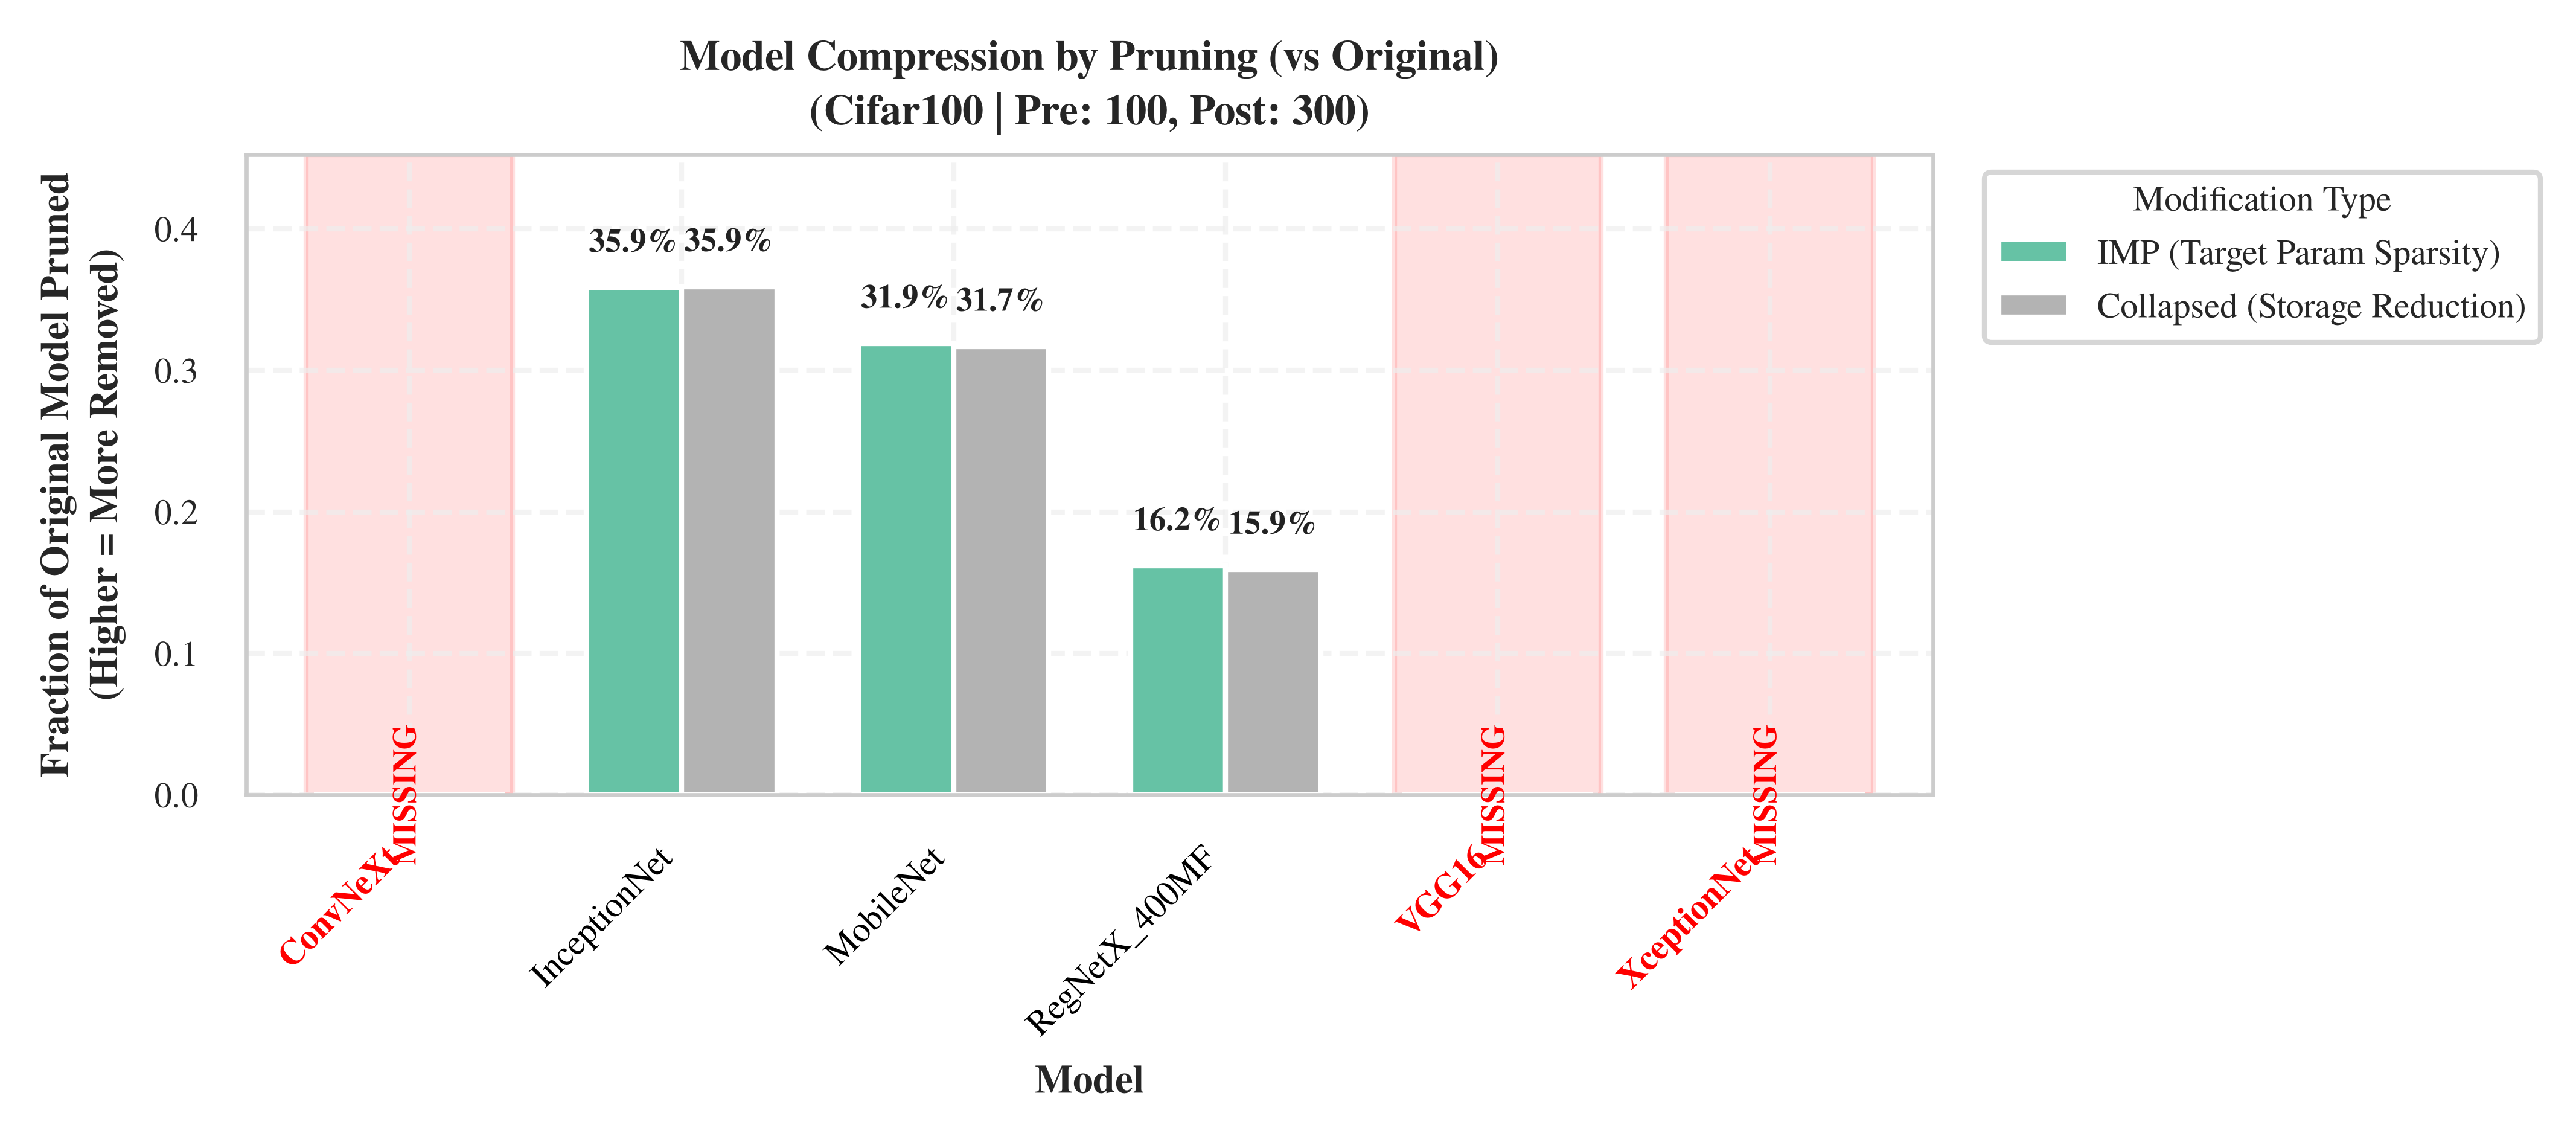 Model Compression by Pruning (vs Original)
(Cifar100 | Pre: 100, Post: 300)
Fraction of Original Model Pruned
(Higher = More Removed)
0.4
0.3
0.2
0.1
0.0
35.9% 35.9%
31.9% 31.7%
16.2% 15.9%
MISSING
MISSING
MISSING
ConvNeXt
InceptionNet
MobileNet
RegNetX_400MF
VGG16
XceptionNet
Model
Modification Type
IMP (Target Param Sparsity)
Collapsed (Storage Reduction)